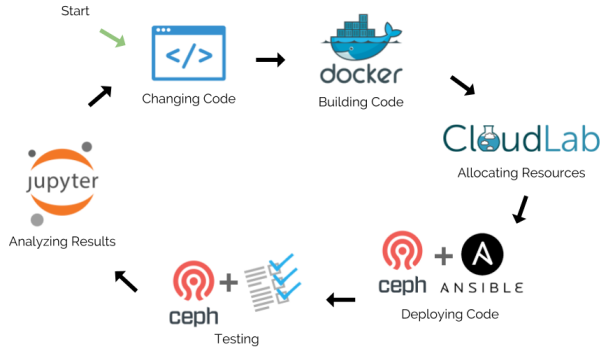 Start
</>
Changing Code
docker
Building Code
CloudLab
Allocating Resources
ceph
+
A
ANSIBLE
Deploying Code
ceph
+
Testing
jupyter
Analyzing Results